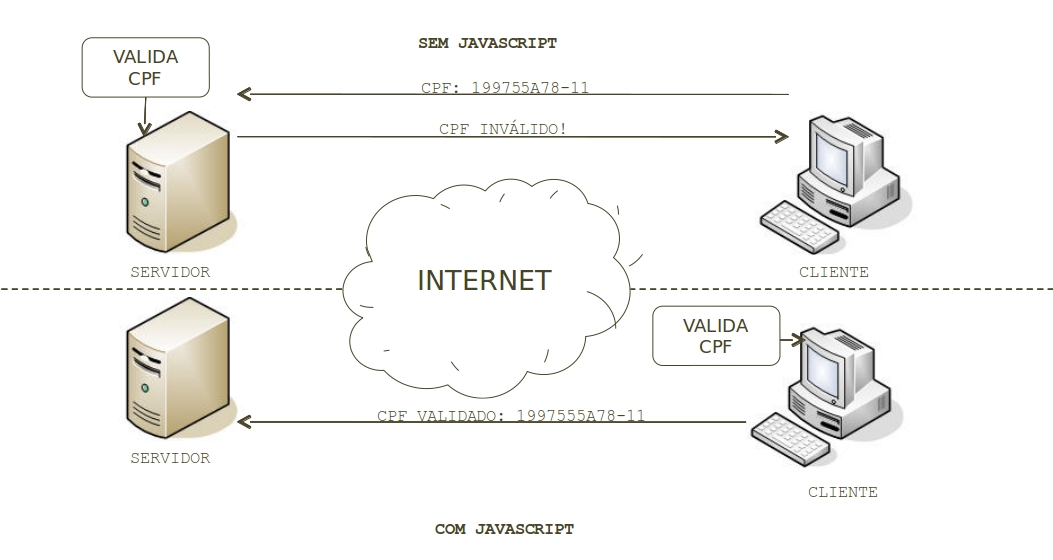 SEM JAVASCRIPT
VALIDA
CPF
CPF: 199755A78-11
CPF INVÁLIDO!
SERVIDOR
CLIENTE
INTERNET
VALIDA
CPF
CPF VALIDADO: 1997555A78-11
SERVIDOR
CLIENTE
COM JAVASCRIPT